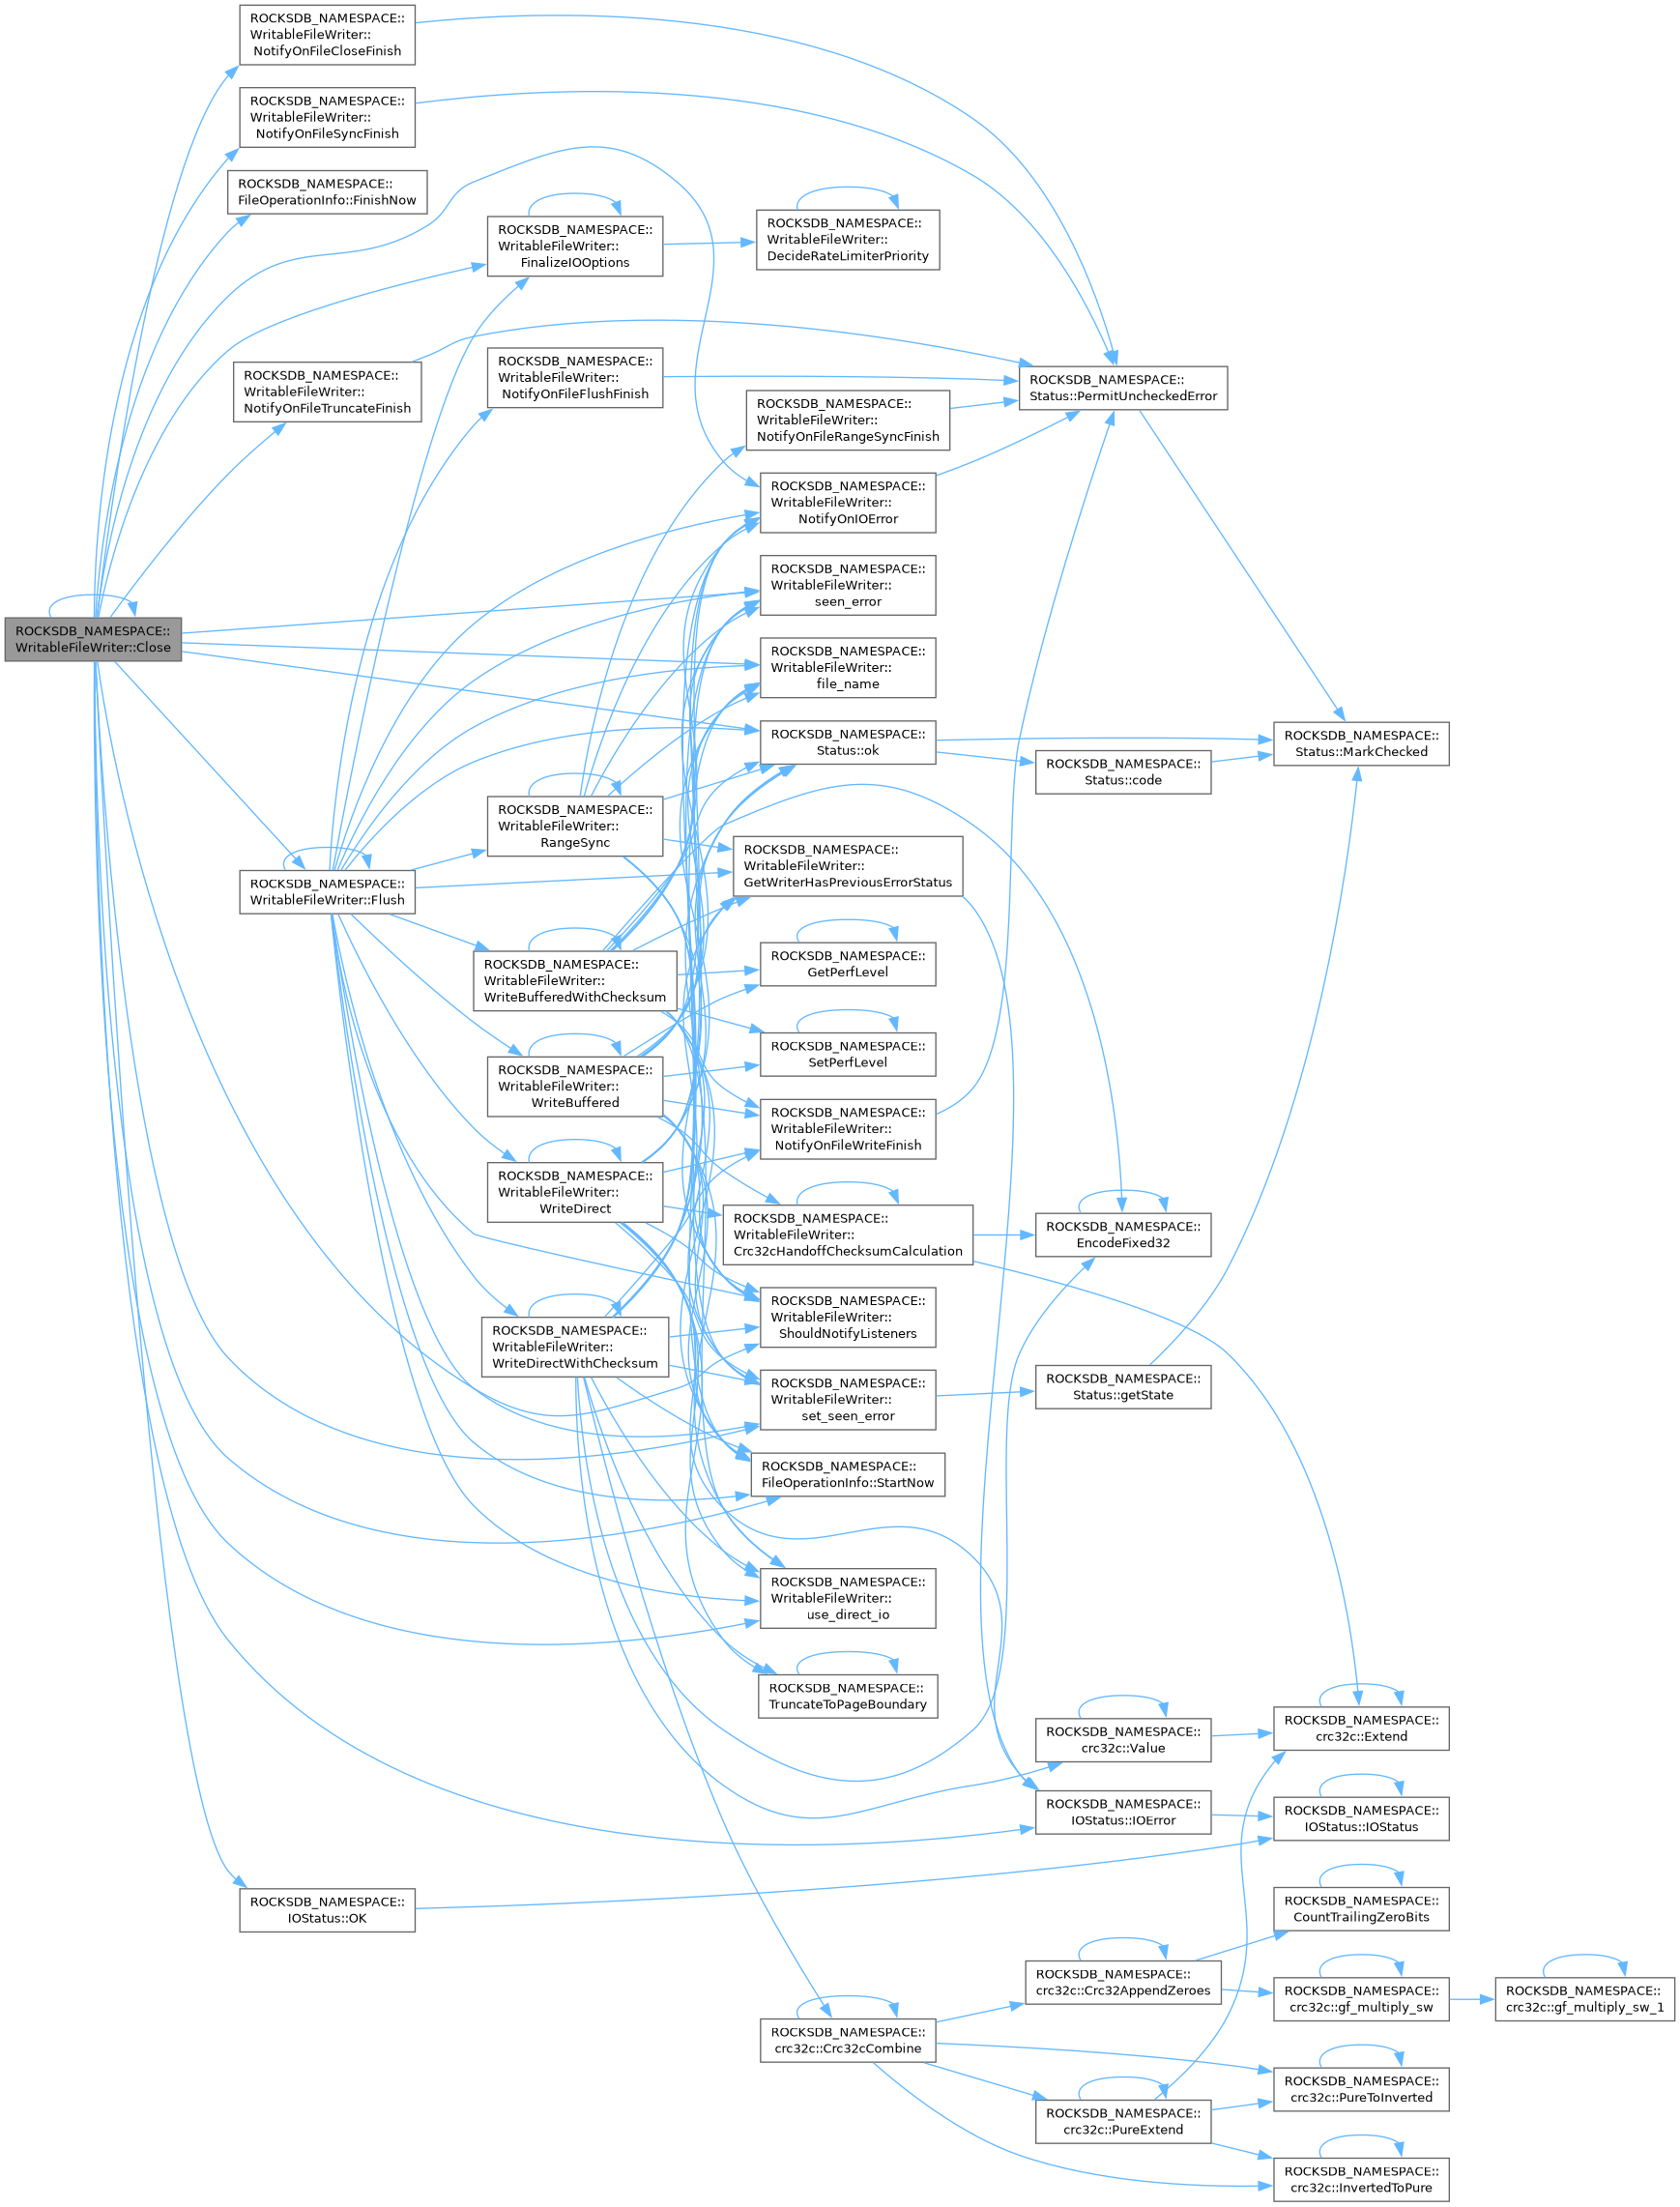 ROCKSDB_NAMESPACE::
WritableFileWriter::
NotifyOnFileCloseFinish
ROCKSDB_NAMESPACE::
WritableFileWriter::
NotifyOnFileSyncFinish
ROCKSDB_NAMESPACE::
FileOperationInfo::FinishNow
ROCKSDB_NAMESPACE::
WritableFileWriter::
FinalizeIOOptions
ROCKSDB_NAMESPACE::
WritableFileWriter::
DecideRateLimiterPriority
ROCKSDB_NAMESPACE::
WritableFileWriter::
NotifyOnFileTruncateFinish
ROCKSDB_NAMESPACE::
WritableFileWriter::
NotifyOnFileFlushFinish
ROCKSDB_NAMESPACE::
Status::PermitUncheckedError
ROCKSDB_NAMESPACE::
WritableFileWriter::
NotifyOnFileRangeSyncFinish
ROCKSDB_NAMESPACE::
WritableFileWriter::
NotifyOnIOError
ROCKSDB_NAMESPACE::
WritableFileWriter::
seen_error
ROCKSDB_NAMESPACE::
WritableFileWriter::Close
ROCKSDB_NAMESPACE::
WritableFileWriter::
file_name
ROCKSDB_NAMESPACE::
Status::ok
ROCKSDB_NAMESPACE::
Status::MarkChecked
ROCKSDB_NAMESPACE::
Status::code
ROCKSDB_NAMESPACE::
WritableFileWriter::
RangeSync
ROCKSDB_NAMESPACE::
WritableFileWriter::
GetWriterHasPreviousErrorStatus
ROCKSDB_NAMESPACE::
WritableFileWriter::Flush
ROCKSDB_NAMESPACE::
WritableFileWriter::
WriteBufferedWithChecksum
ROCKSDB_NAMESPACE::
GetPerfLevel
ROCKSDB_NAMESPACE::
SetPerfLevel
ROCKSDB_NAMESPACE::
WritableFileWriter::
WriteBuffered
ROCKSDB_NAMESPACE::
WritableFileWriter::
NotifyOnFileWriteFinish
ROCKSDB_NAMESPACE::
WritableFileWriter::
WriteDirect
ROCKSDB_NAMESPACE::
WritableFileWriter::
Crc32cHandoffChecksumCalculation
ROCKSDB_NAMESPACE::
EncodeFixed32
ROCKSDB_NAMESPACE::
WritableFileWriter::
ShouldNotifyListeners
ROCKSDB_NAMESPACE::
WritableFileWriter::
WriteDirectWithChecksum
ROCKSDB_NAMESPACE::
WritableFileWriter::
set_seen_error
ROCKSDB_NAMESPACE::
Status::getState
ROCKSDB_NAMESPACE::
FileOperationInfo::StartNow
ROCKSDB_NAMESPACE::
WritableFileWriter::
use_direct_io
ROCKSDB_NAMESPACE::
TruncateToPageBoundary
ROCKSDB_NAMESPACE::
crc32c::Value
ROCKSDB_NAMESPACE::
crc32c::Extend
ROCKSDB_NAMESPACE::
IOStatus::IOError
ROCKSDB_NAMESPACE::
IOStatus::IOStatus
ROCKSDB_NAMESPACE::
IOStatus::OK
ROCKSDB_NAMESPACE::
CountTrailingZeroBits
ROCKSDB_NAMESPACE::
crc32c::Crc32AppendZeroes
ROCKSDB_NAMESPACE::
crc32c::gf_multiply_sw
ROCKSDB_NAMESPACE::
crc32c::gf_multiply_sw_1
ROCKSDB_NAMESPACE::
crc32c::Crc32cCombine
ROCKSDB_NAMESPACE::
crc32c::PureToInverted
ROCKSDB_NAMESPACE::
crc32c::PureExtend
ROCKSDB_NAMESPACE::
crc32c::InvertedToPure